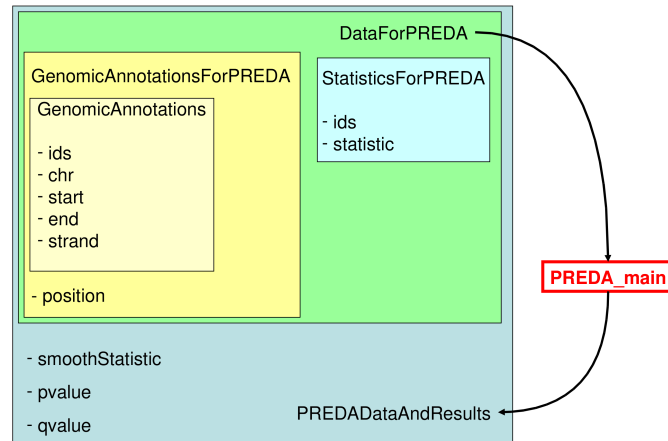 DataForPREDA
GenomicAnnotationsForPREDA
GenomicAnnotations
- ids
- chr
- start
- end
- strand
- position
StatisticsForPREDA
- ids
- statistic
PREDA_main
- smoothStatistic
- pvalue
- qvalue
PREDADataAndResults